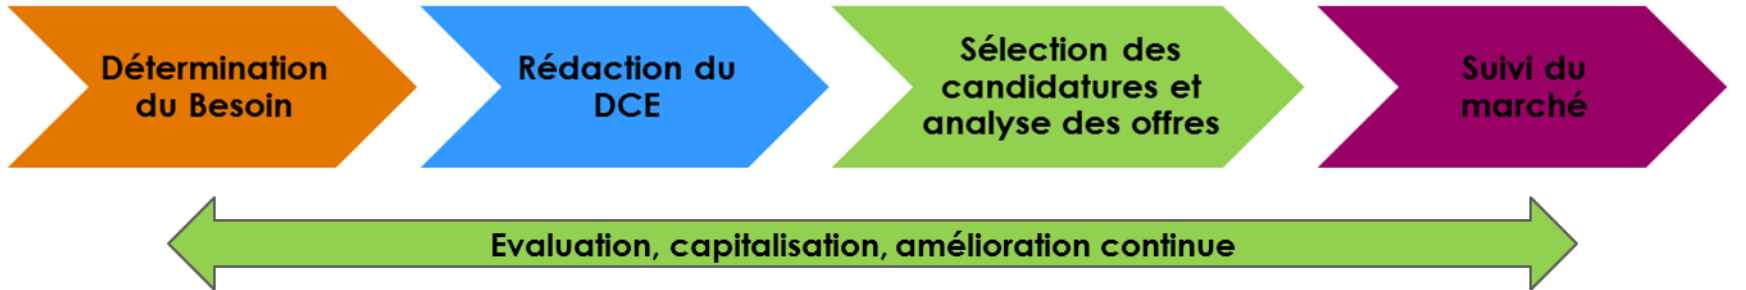 Détermination
du Besoin
Rédaction du
DCE
Sélection des
candidatures et
analyse des offres
Suivi du
marché
Evaluation, capitalisation, amélioration continue